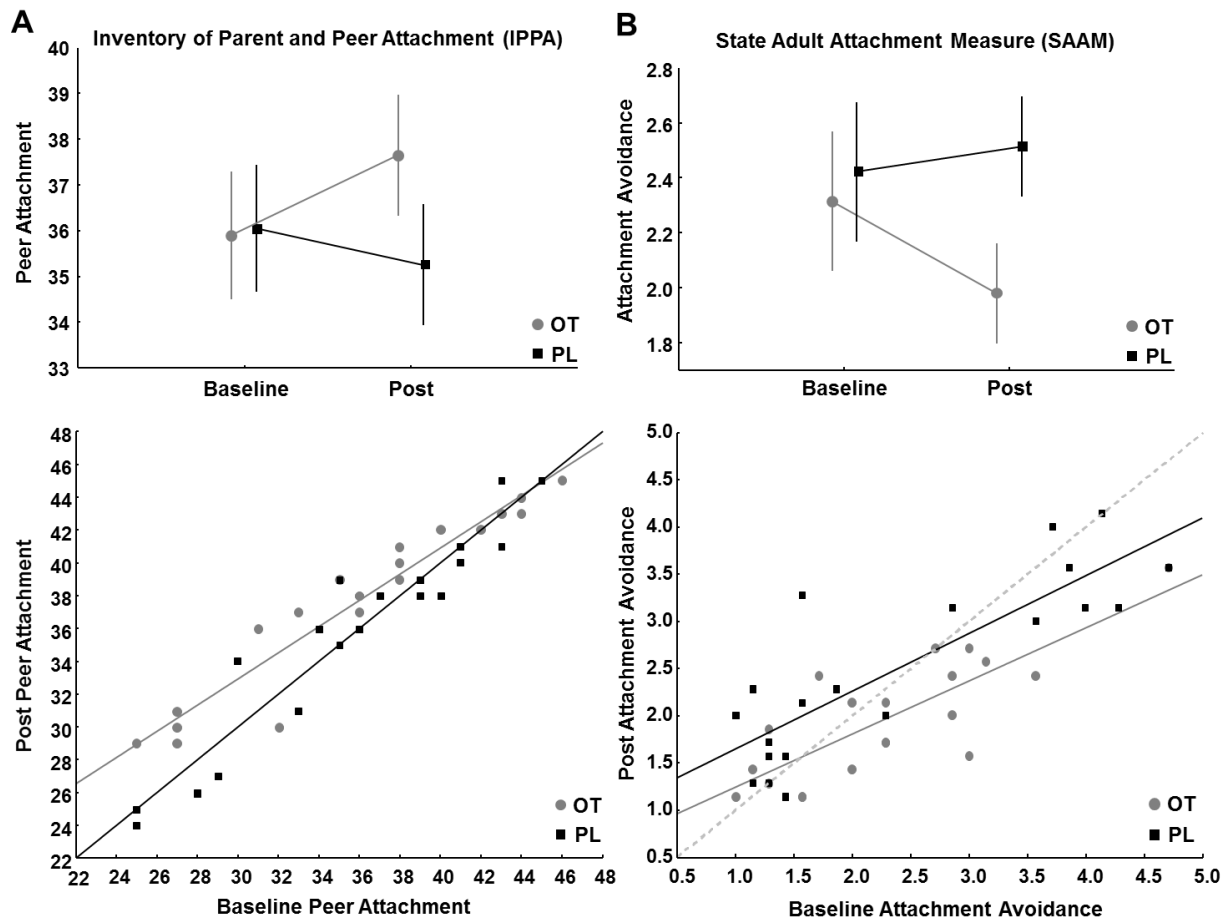 A
Inventory of Parent and Peer Attachment (IPPA)
Peer Attachment
40
39
38
37
36
35
34
33
OT
PL
Baseline Post
B
State Adult Attachment Measure (SAAM)
Attachment Avoidance
2.8
2.6
2.4
2.2
2.0
1.8
OT
PL
Baseline Post
Post Peer Attachment
48
46
44
42
40
38
36
34
32
30
28
26
24
22
OT
PL
22 24 26 28 30 32 34 36 38 40 42 44 46 48
Baseline Peer Attachment
Post Attachment Avoidance
5.0
4.5
4.0
3.5
3.0
2.5
2.0
1.5
1.0
0.5
OT
PL
0.5 1.0 1.5 2.0 2.5 3.0 3.5 4.0 4.5 5.0
Baseline Attachment Avoidance